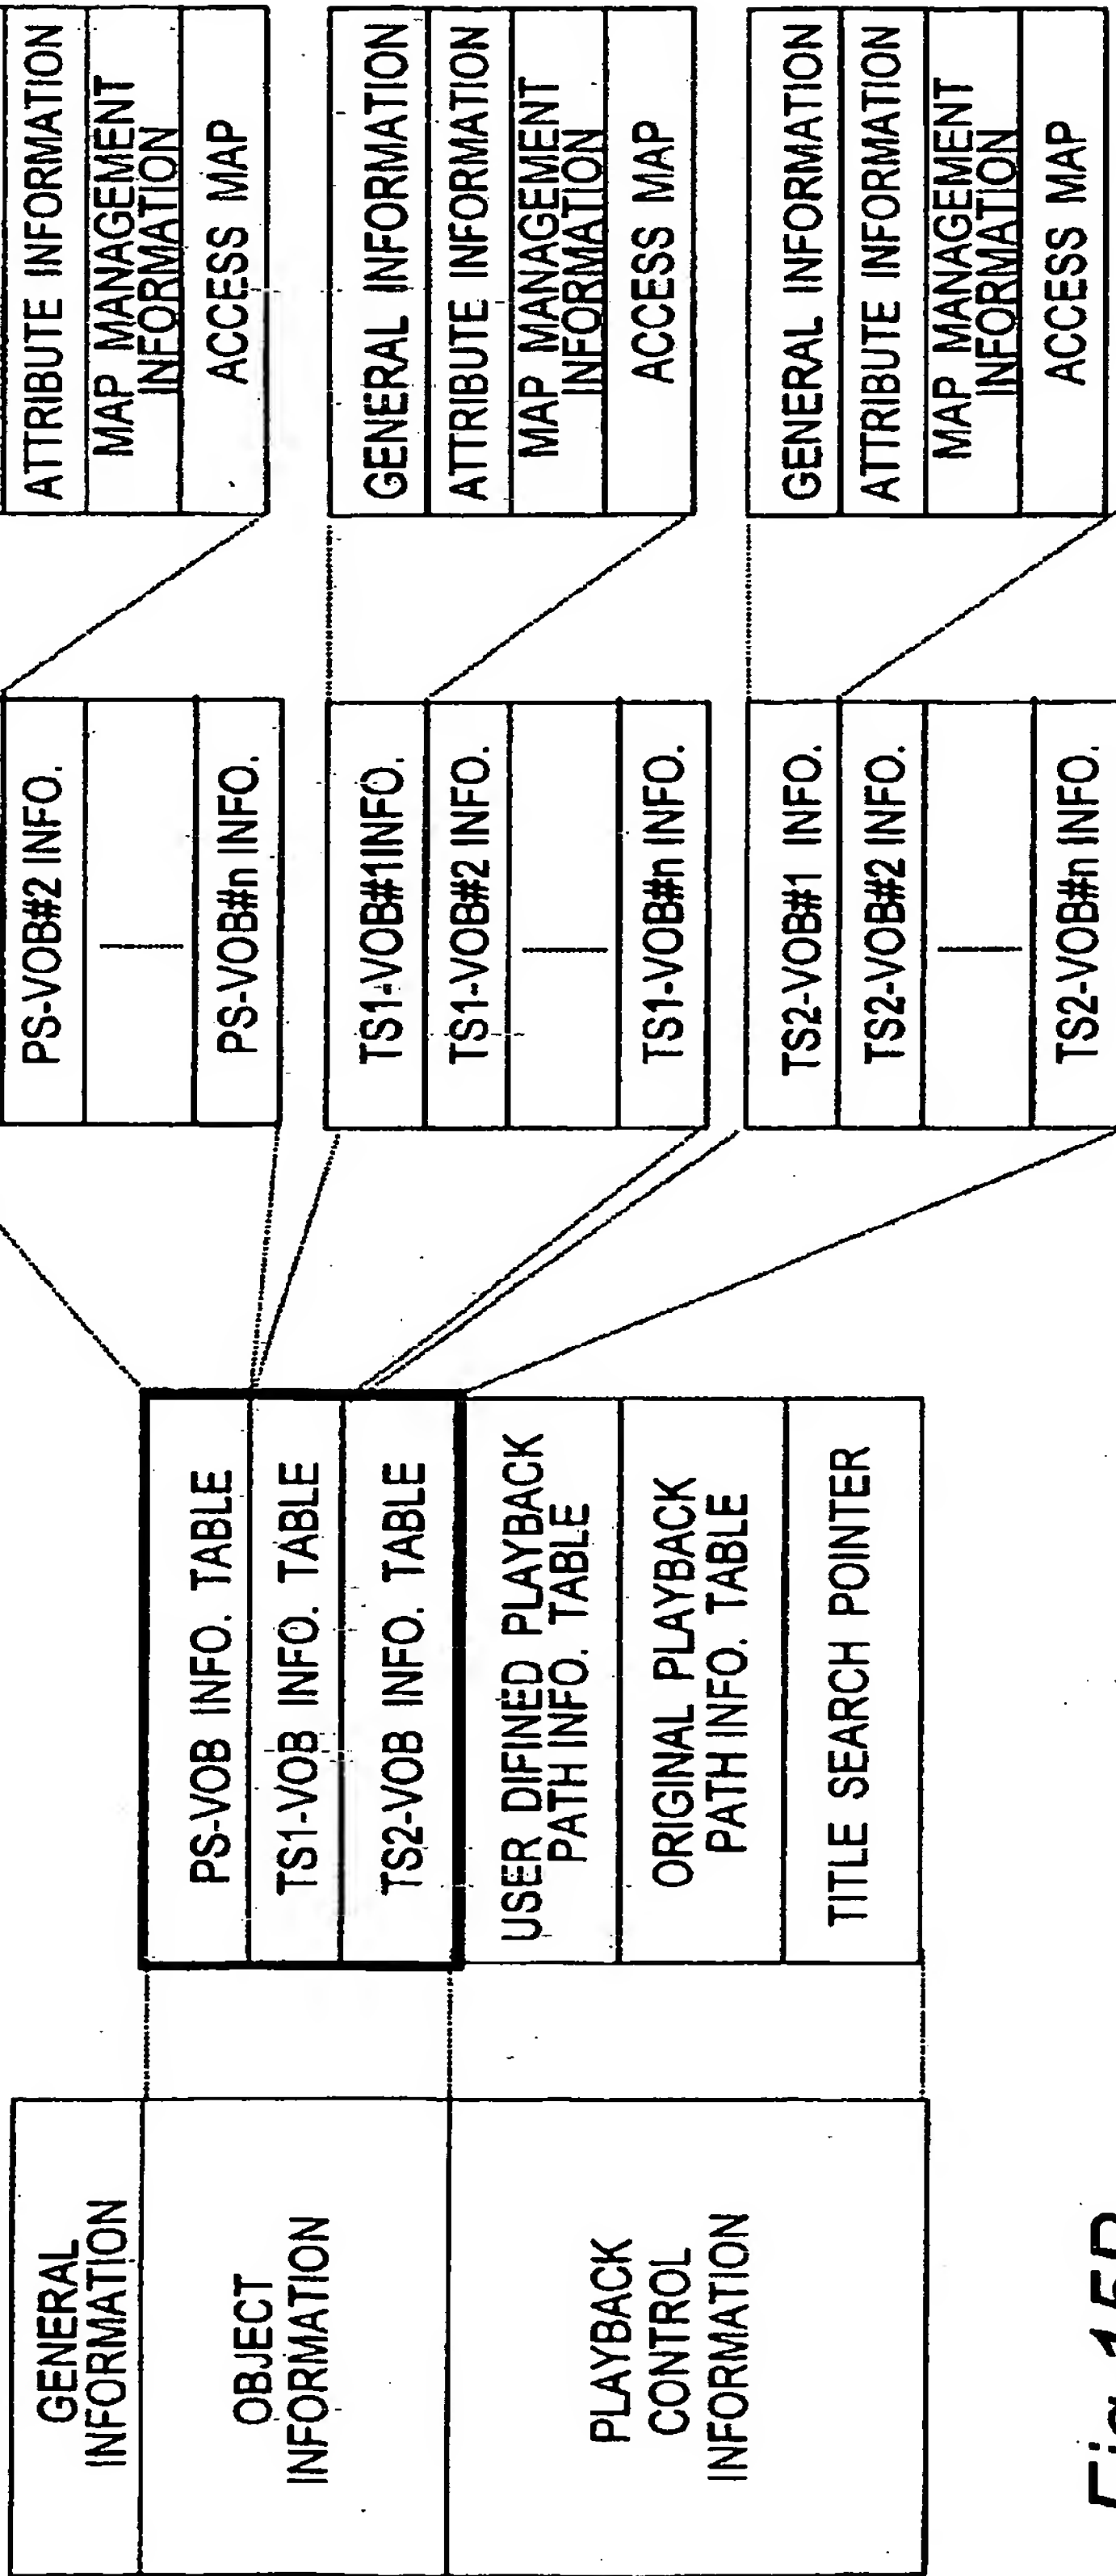 GENERAL
INFORMATION
OBJECT
INFORMATION
PLAYBACK
CONTROL
INFORMATION
PS-VOB INFO. TABLE
TS1-VOB INFO. TABLE
TS2-VOB INFO. TABLE
USER DIFINED PLAYBACK
PATH INFO. TABLE
ORIGINAL PLAYBACK
PATH INFO. TABLE
TITLE SEARCH POINTER
PS-VOB#2 INFO.
PS-VOB#n INFO.
TS1-VOB#1INFO.
TS1-VOB#2 INFO.
TS1-VOB#n INFO.
TS2-VOB#1 INFO.
TS2-VOB#2 INFO.
TS2-VOB#n INFO.
ATTRIBUTE INFORMATION
MAP MANAGEMENT
INFORMATION
ACCESS MAP
GENERAL INFORMATION
ATTRIBUTE INFORMATION
MAP MANAGEMENT
INFORMATION
ACCESS MAP
GENERAL INFORMATION
ATTRIBUTE INFORMATION
MAP MANAGEMENT
INFORMATION
ACCESS MAP